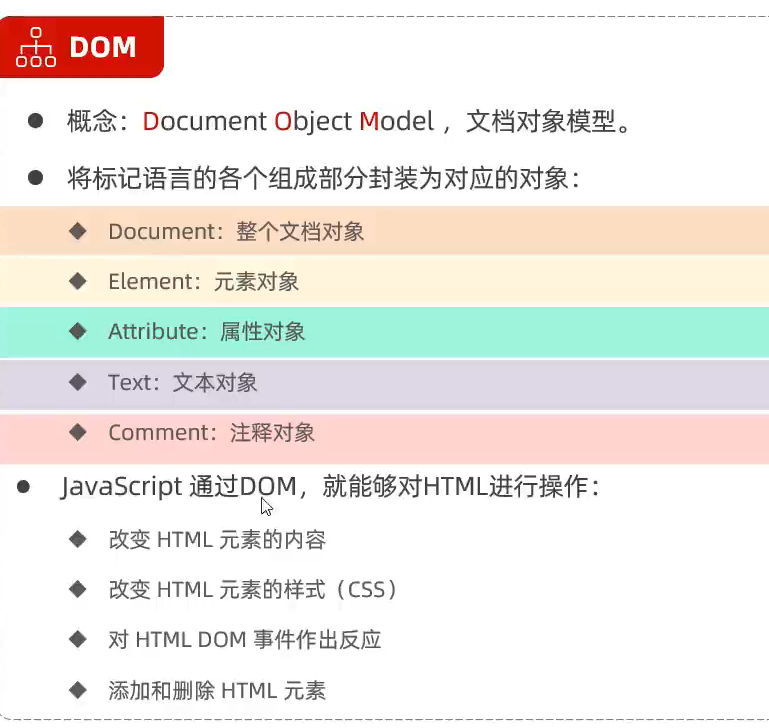 DOM
概念：Document Object Model ，文档对象模型。
将标记语言的各个组成部分封装为对应的对象：
Document：整个文档对象
Element：元素对象
Attribute：属性对象
Text：文本对象
Comment：注释对象
JavaScript 通过DOM，就能够对HTML进行操作：
改变 HTML 元素的内容
改变 HTML 元素的样式（CSS）
对 HTML DOM 事件作出反应
添加和删除 HTML 元素